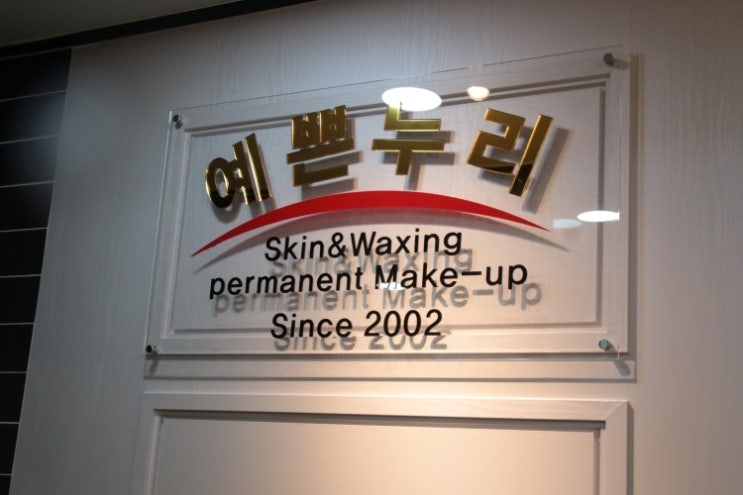 예쁜누리
Skin&Waxing
permanent Make-up
Since 2002